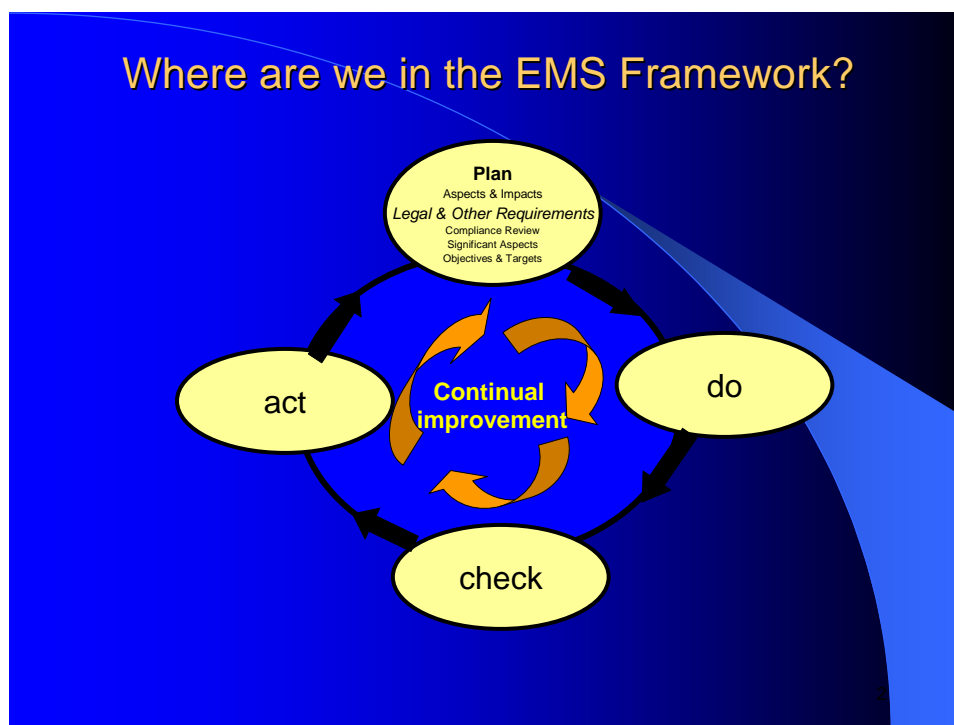 Where are we in the EMS Framework?
Plan
Aspects & Impacts
Legal & Other Requirements
Compliance Review
Significant Aspects
Objectives & Targets
act
Continual
improvement
do
check